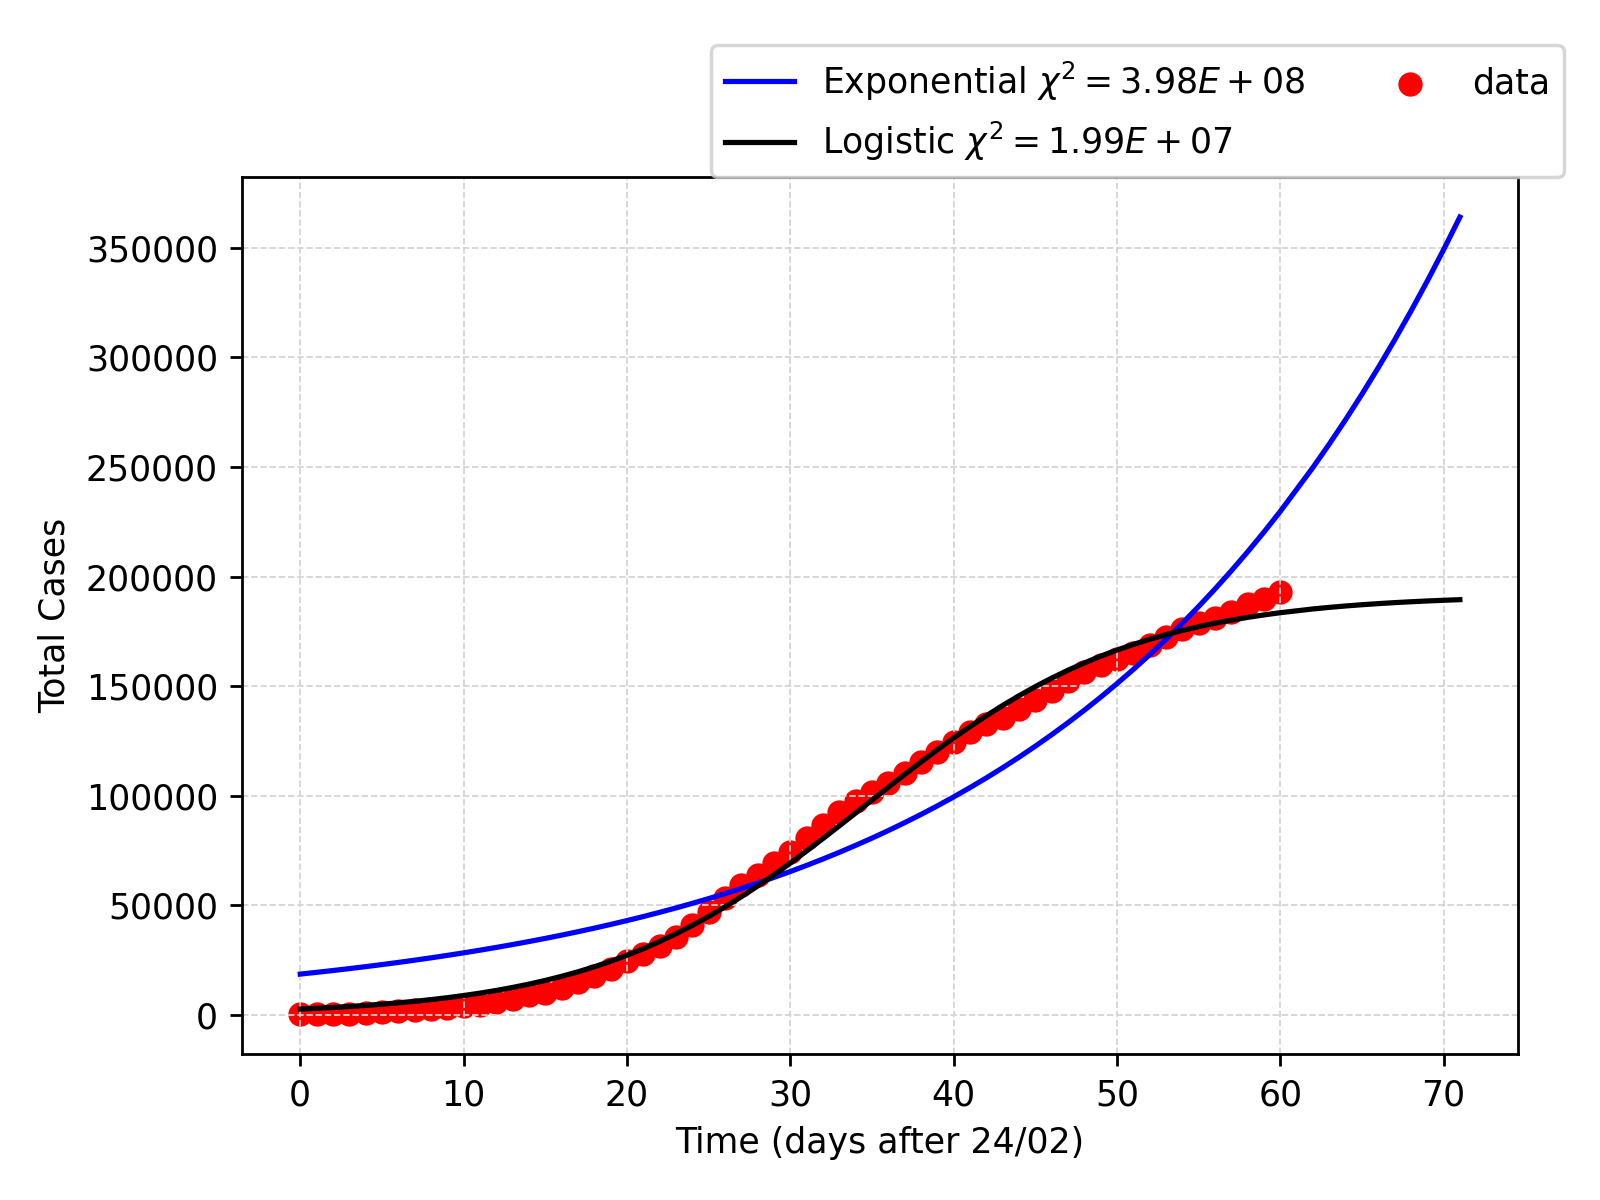 Exponential χ² = 3.98E + 08
data
Logistic χ² = 1.99E + 07
350000
300000
250000
200000
150000
100000
50000
0
Total Cases
0 10 20 30 40 50 60 70
Time (days after 24/02)